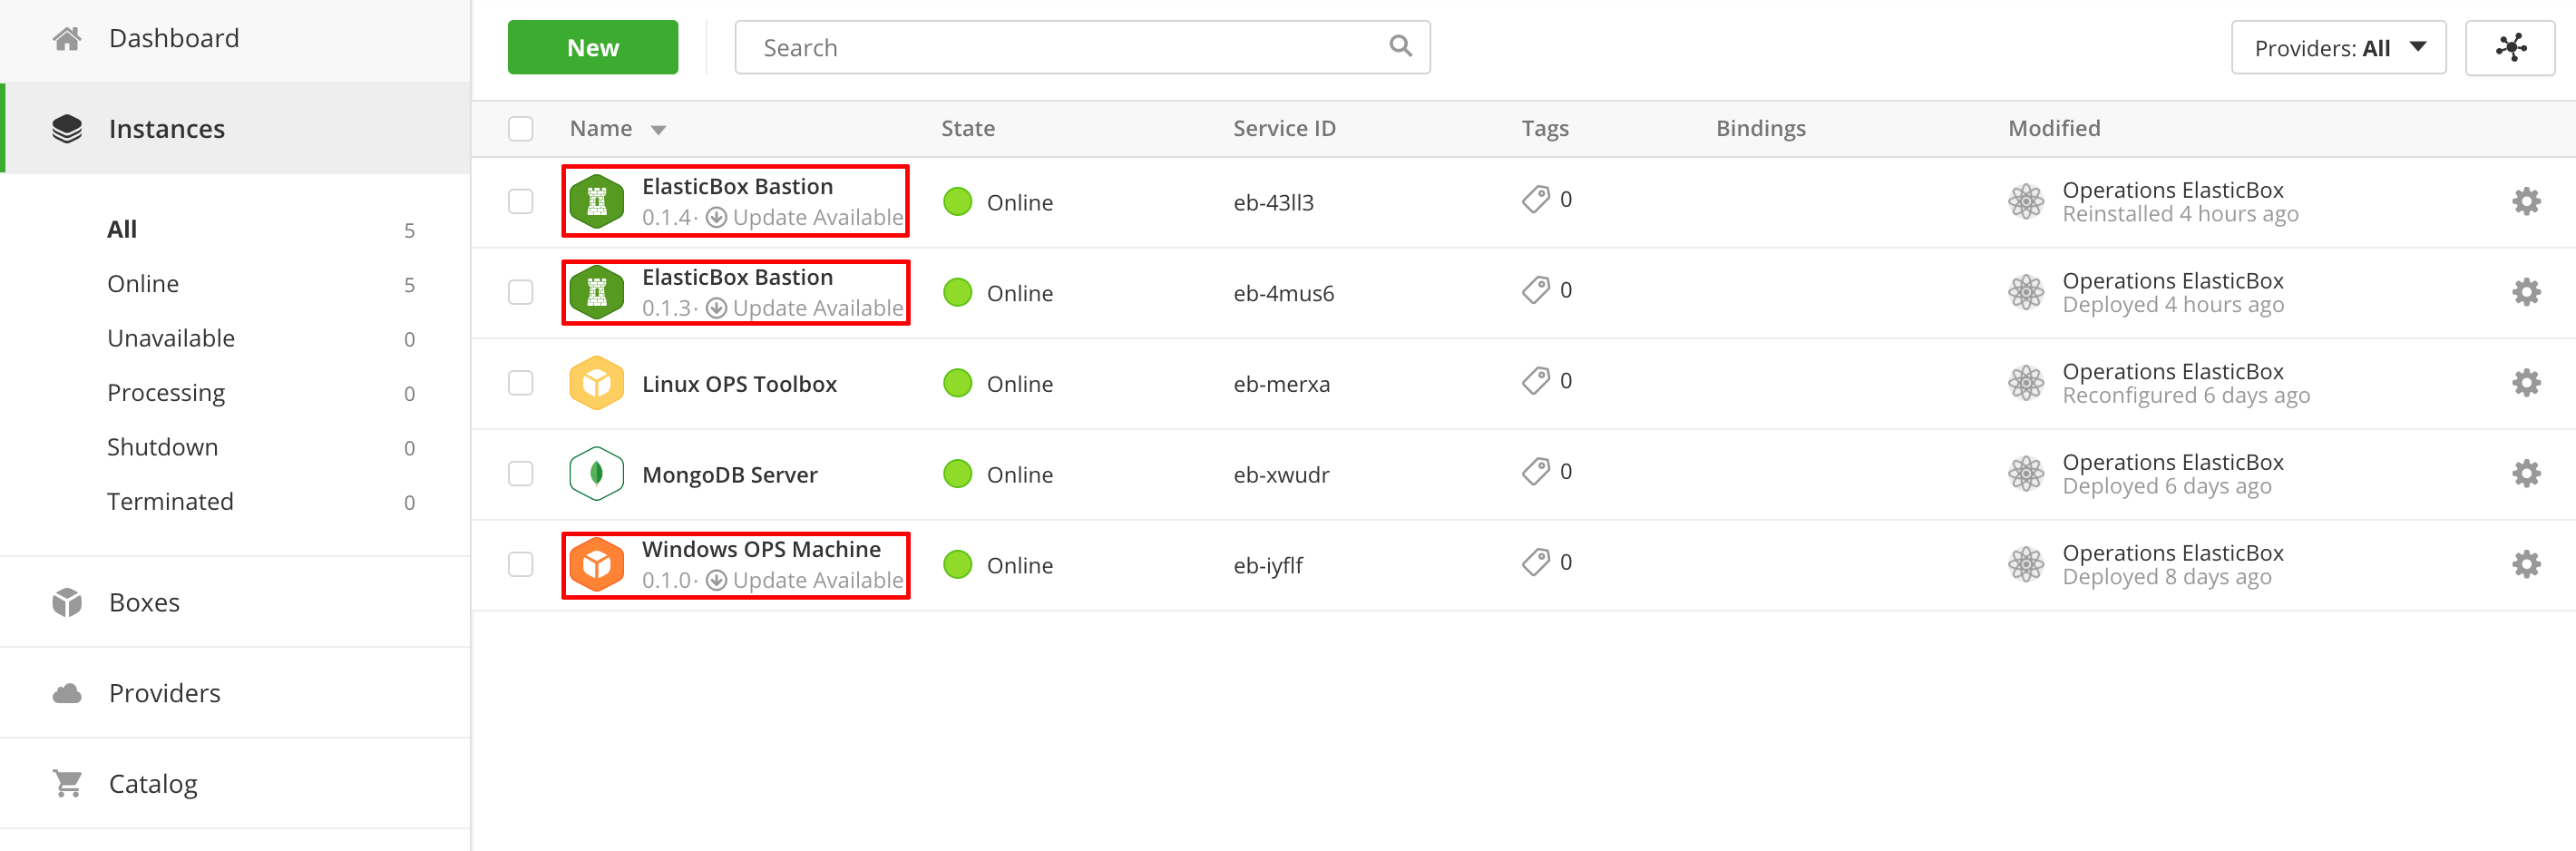 Dashboard
Instances
All 5
Online 5
Unavailable 0
Processing 0
Shutdown 0
Terminated 0
Boxes
Providers
Catalog
New
Search
Providers: All
Name State Service ID Tags Bindings Modified
ElasticBox Bastion
0.1.4· Update Available
Online eb-43ll3 0
Operations ElasticBox
Reinstalled 4 hours ago
ElasticBox Bastion
0.1.3· Update Available
Online eb-4mus6 0
Operations ElasticBox
Deployed 4 hours ago
Linux OPS Toolbox
Online eb-merxa 0
Operations ElasticBox
Reconfigured 6 days ago
MongoDB Server
Online eb-xwudr 0
Operations ElasticBox
Deployed 6 days ago
Windows OPS Machine
0.1.0· Update Available
Online eb-iyflf 0
Operations ElasticBox
Deployed 8 days ago